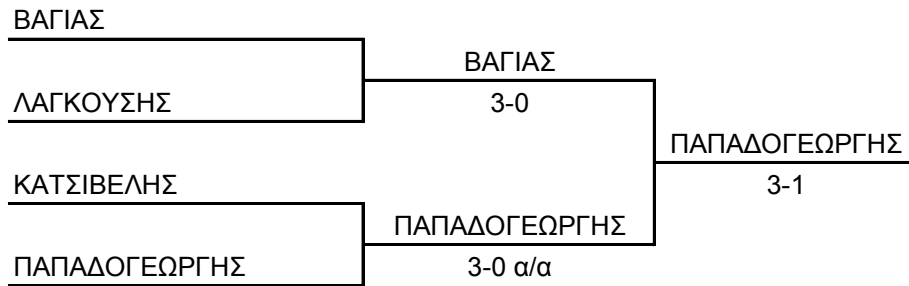 ΒΑΓΙΑΣ
ΛΑΓΚΟΥΣΗΣ
ΚΑΤΣΙΒΕΛΗΣ
ΠΑΠΑΔΟΓΕΩΡΓΗΣ
ΒΑΓΙΑΣ
3-0
ΠΑΠΑΔΟΓΕΩΡΓΗΣ
3-0 α/α
ΠΑΠΑΔΟΓΕΩΡΓΗΣ
3-1